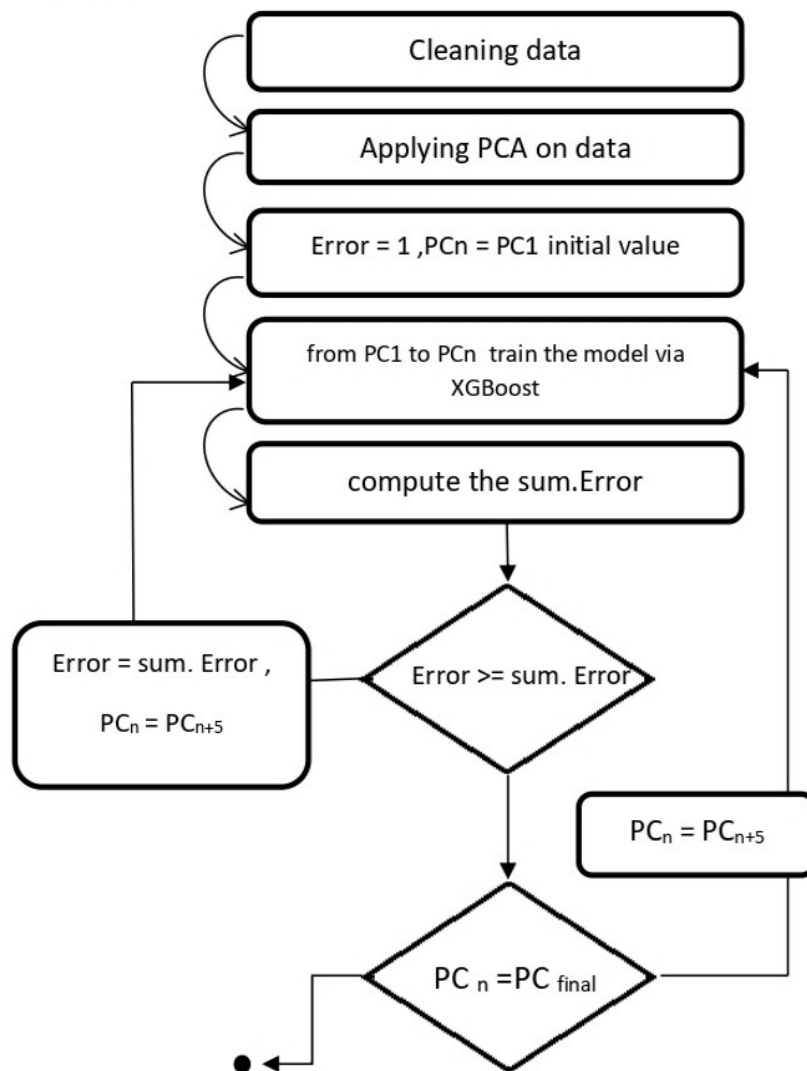 Cleaning data
Applying PCA on data
Error = 1 ,PCn = PC1 initial value
from PC1 to PCn train the model via
XGBoost
compute the sum.Error
Error >= sum. Error
Error = sum. Error ,
PCn = PCn+5
PCn = PCn+5
PC n =PC final